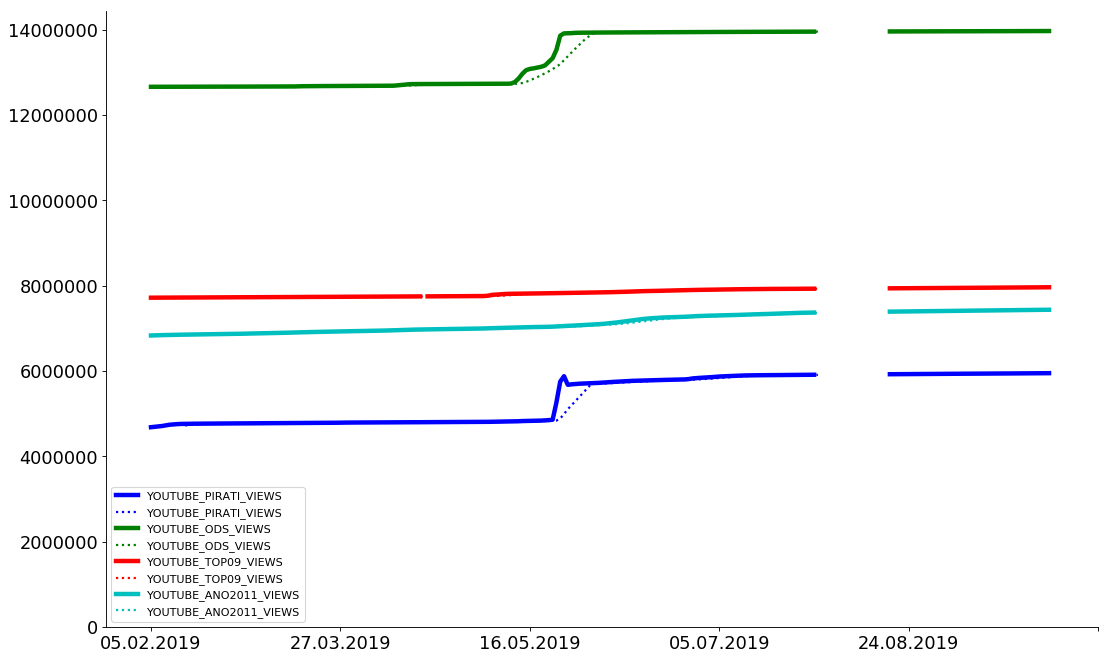 14000000
12000000
10000000
8000000
6000000
4000000
2000000
0
YOUTUBE_PIRATI_VIEWS
YOUTUBE_PIRATI_VIEWS
YOUTUBE_ODS_VIEWS
YOUTUBE_ODS_VIEWS
YOUTUBE_TOP09_VIEWS
YOUTUBE_TOP09_VIEWS
YOUTUBE_ANO2011_VIEWS
YOUTUBE_ANO2011_VIEWS
05.02.2019 27.03.2019 16.05.2019 05.07.2019 24.08.2019